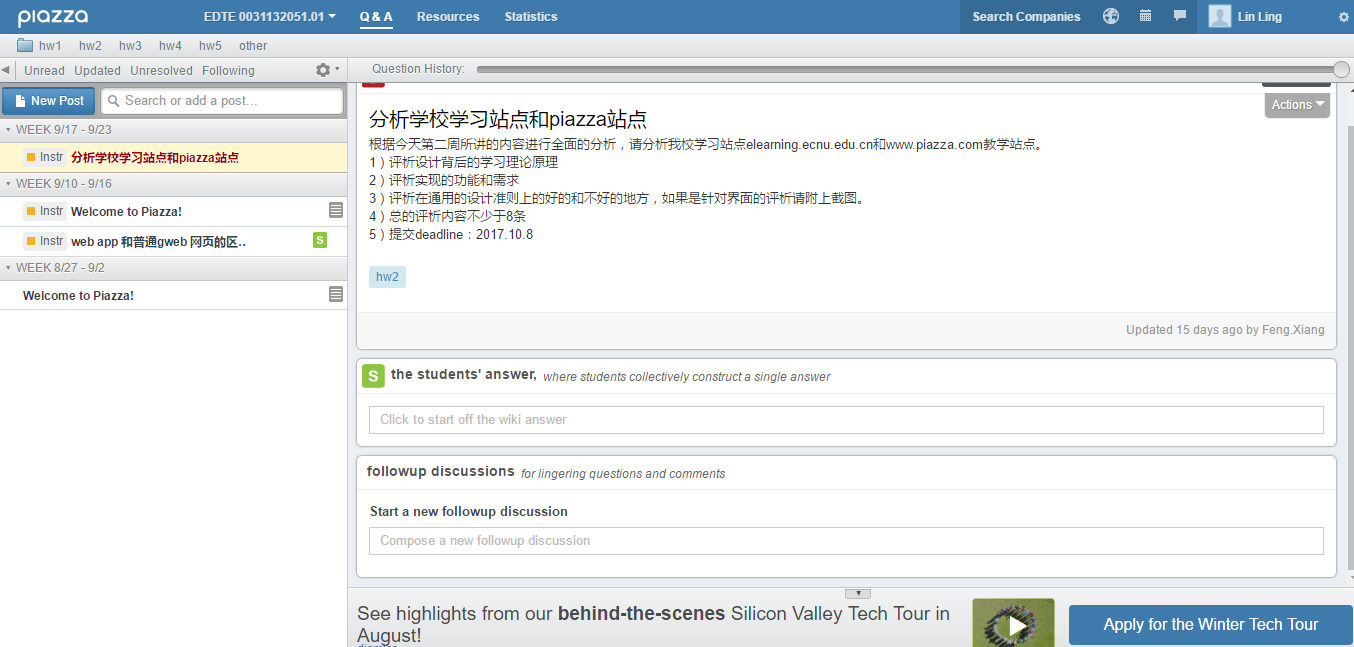 piazza
EDTE 0031132051.01
Q & A
Resources
Statistics
Search Companies
Lin Ling
hw1
hw2
hw3
hw4
hw5
other
Unread
Updated
Unresolved
Following
Question History:
New Post
Search or add a post...
WEEK 9/17 - 9/23
Instr 分析学校学习站点和piazza站点
WEEK 9/10 - 9/16
Instr Welcome to Piazza!
Instr web app 和普通gweb 网页的区..
S
WEEK 8/27 - 9/2
Welcome to Piazza!
Actions
分析学校学习站点和piazza站点
根据今天第二周所讲的内容进行全面的分析，请分析我校学习站点elearning.ecnu.edu.cn和www.piazza.com教学站点。
1）评析设计背后的学习理论原理
2）评析实现的功能和需求
3）评析在通用的设计准则上的好的和不好的地方，如果是针对界面的评析请附上截图。
4）总的评析内容不少于8条
5）提交deadline：2017.10.8
hw2
Updated 15 days ago by Feng.Xiang
S the students' answer, where students collectively construct a single answer
Click to start off the wiki answer
followup discussions for lingering questions and comments
Start a new followup discussion
Compose a new followup discussion
See highlights from our behind-the-scenes Silicon Valley Tech Tour in
August!
Apply for the Winter Tech Tour